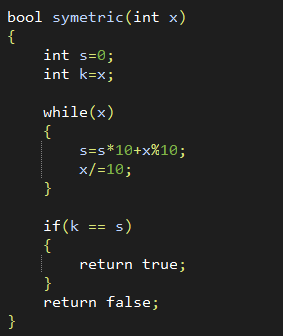 bool symetric(int x)
{
    int s=0;
    int k=x;

    while(x)
    {
        s=s*10+x%10;
        x/=10;
    }

    if(k == s)
    {
        return true;
    }
    return false;
}